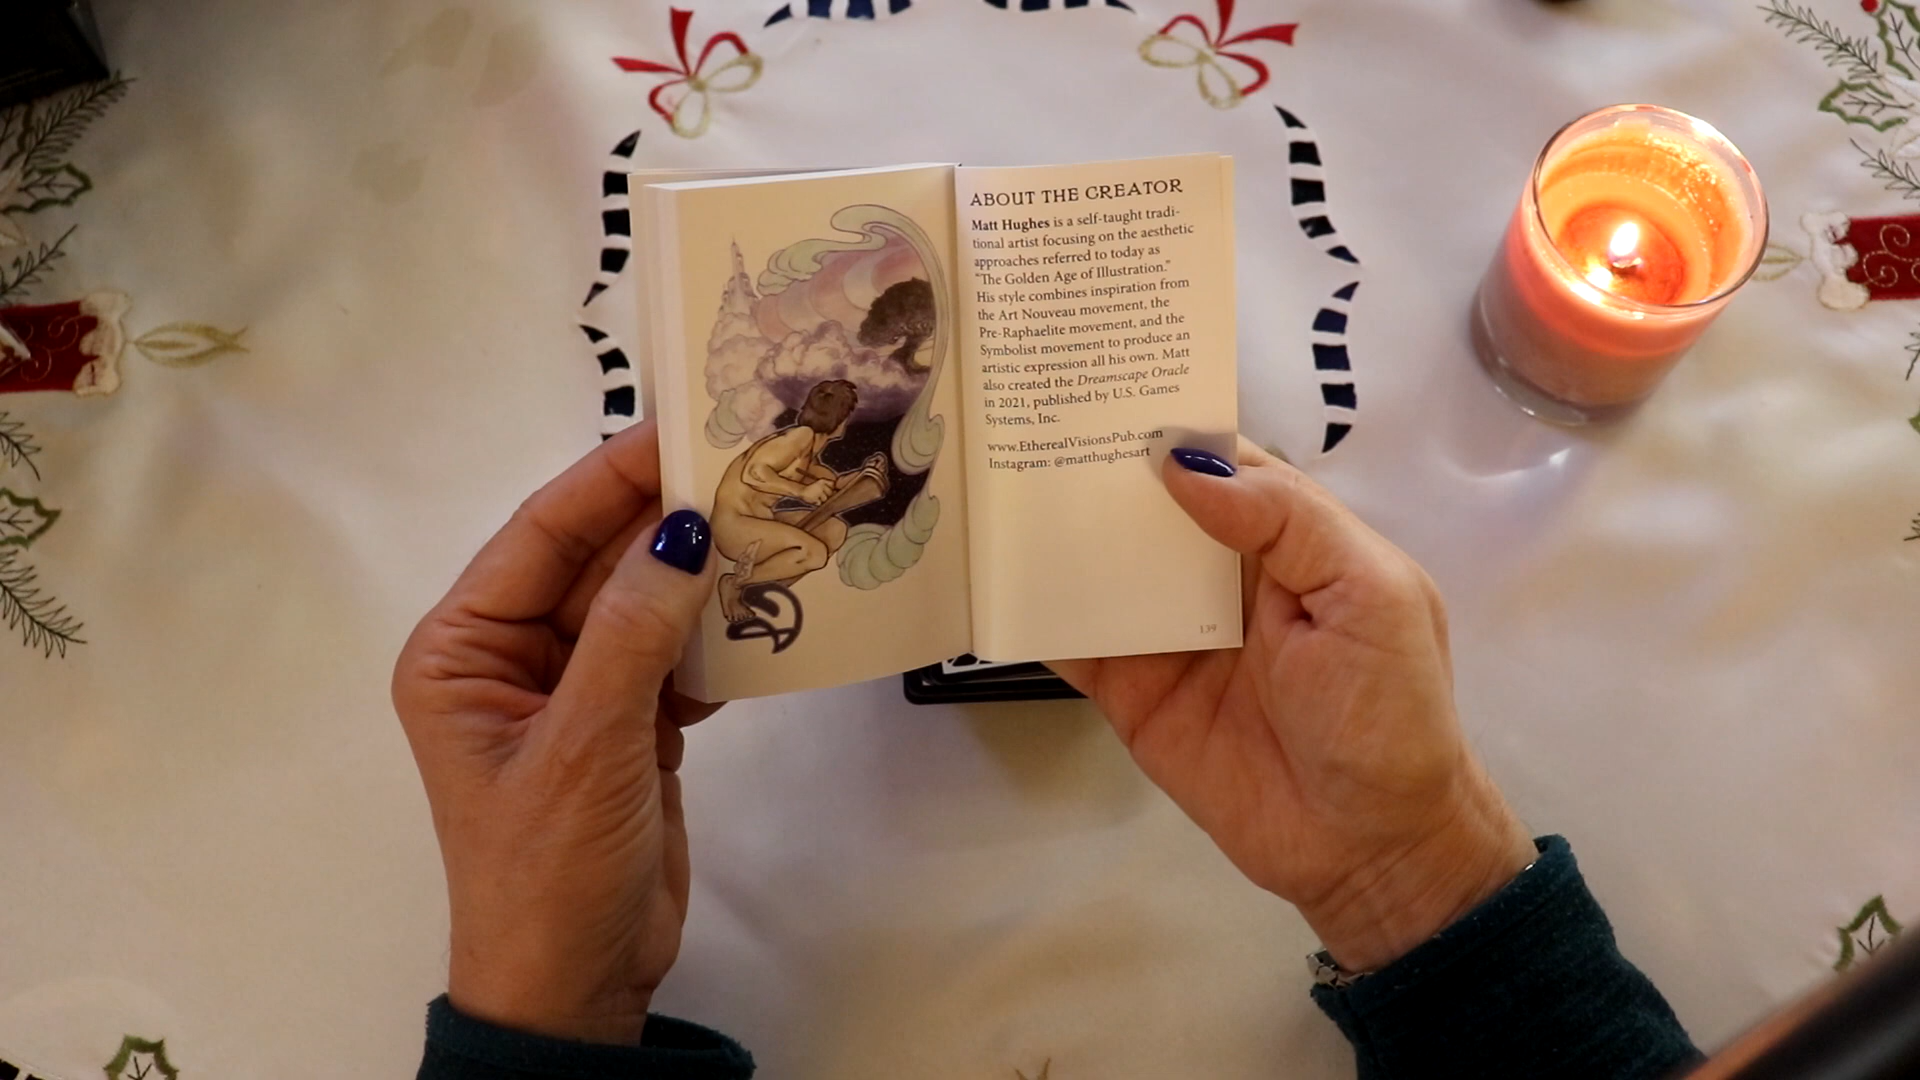 ABOUT THE CREATOR
Matt Hughes is a self-taught tradi-
tional artist focusing on the aesthetic
approaches referred to today as
“The Golden Age of Illustration.”
His style combines inspiration from
the Art Nouveau movement, the
Pre-Raphaelite movement, and the
Symbolist movement to produce an
artistic expression all his own. Matt
also created the Dreamscape Oracle
in 2021, published by U.S. Games
Systems, Inc.
www.EtherealVisionsPub.com
Instagram: @matthughesart
139